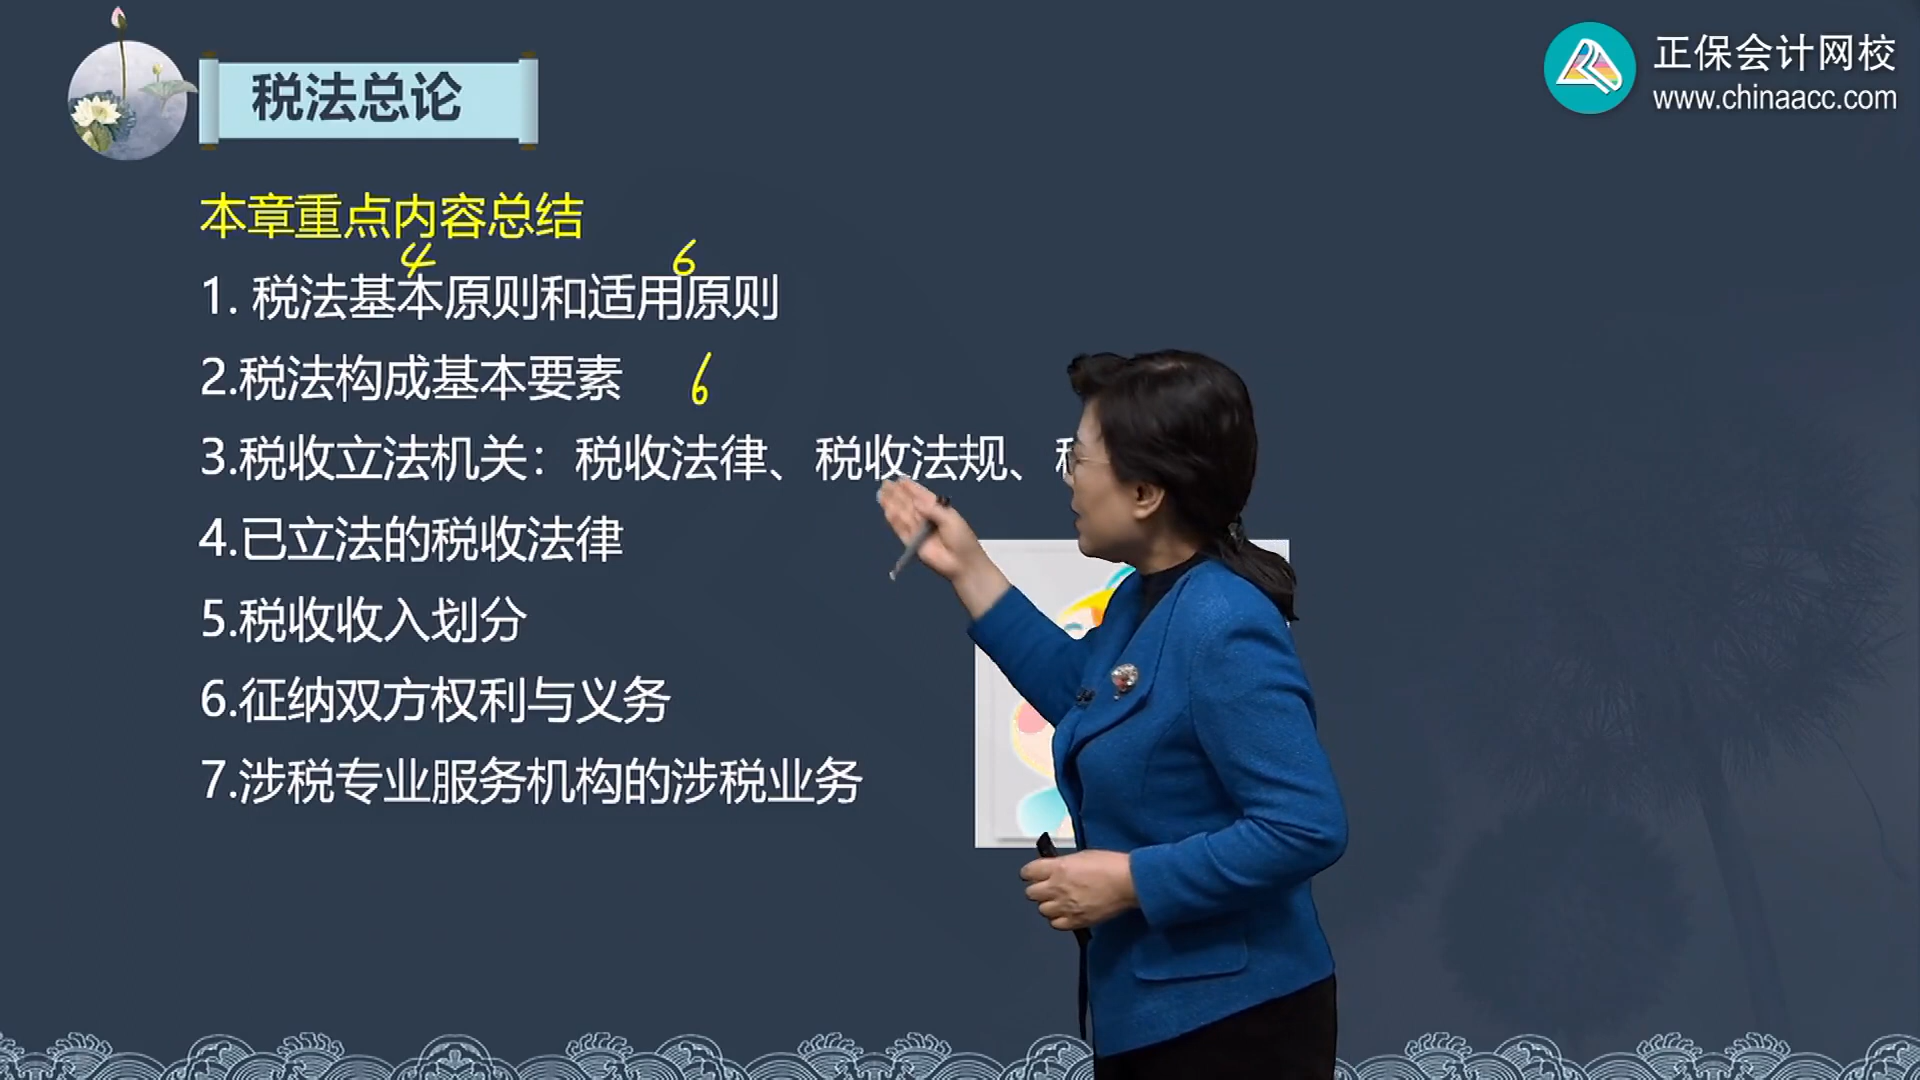 税法总论
正保会计网校
www.chinaacc.com
本章重点内容总结
4 6
1. 税法基本原则和适用原则
2.税法构成基本要素 6
3.税收立法机关：税收法律、税收法规、
4.已立法的税收法律
5.税收收入划分
6.征纳双方权利与义务
7.涉税专业服务机构的涉税业务